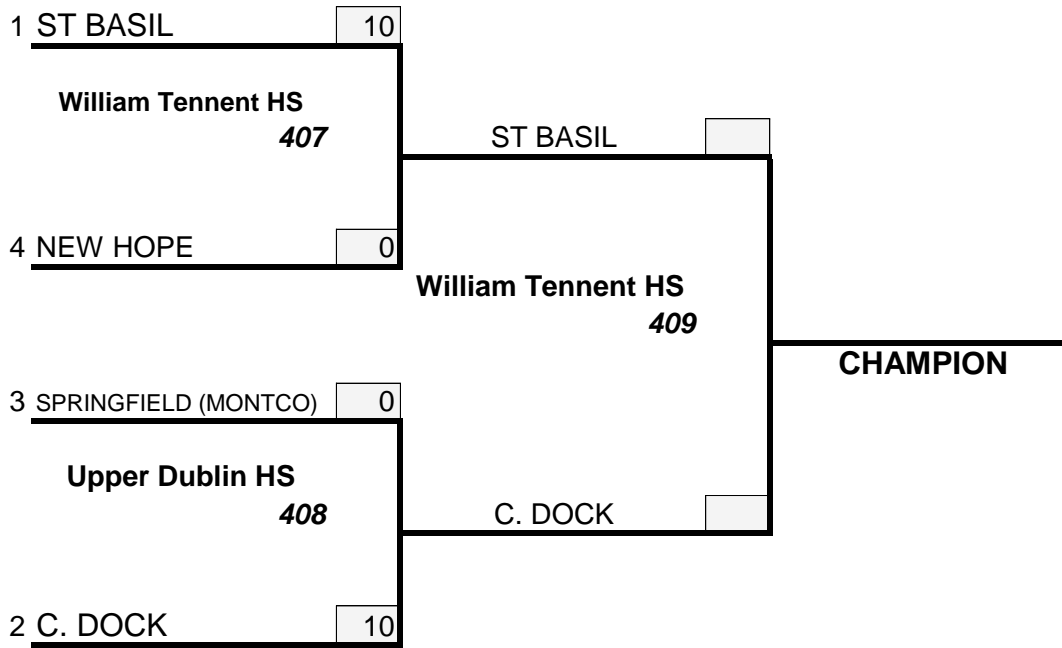 1 ST BASIL 10
William Tennent HS
407
ST BASIL
4 NEW HOPE 0
William Tennent HS
409
CHAMPION
3 SPRINGFIELD (MONTCO) 0
Upper Dublin HS
408
C. DOCK
2 C. DOCK 10